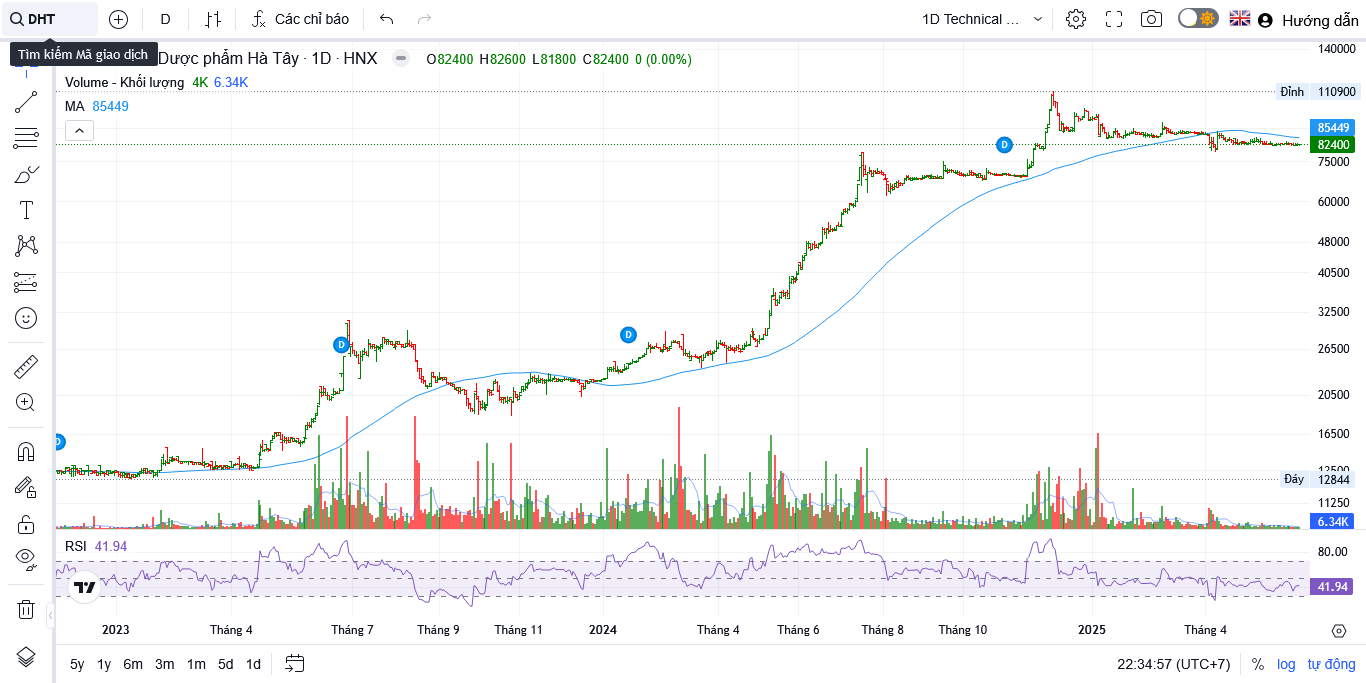 DHT
D
Các chỉ báo
1D Technical ...
Hướng dẫn
Tìm kiếm Mã giao dịch
Dược phẩm Hà Tây · 1D · HNX
O82400 H82600 L81800 C82400 0 (0.00%)
Volume - Khối lượng 4K 6.34K
MA 85449
140000
Đỉnh 110900
85449
82400
75000
60000
48000
40500
32500
26500
20500
16500
12500
Đáy 12844
11250
6.34K
D
D
D
D
RSI 41.94
80.00
41.94
2023 Tháng 4 Tháng 7 Tháng 9 Tháng 11 2024 Tháng 4 Tháng 6 Tháng 8 Tháng 10 2025 Tháng 4
5y 1y 6m 3m 1m 5d 1d
22:34:57 (UTC+7) % log tự động